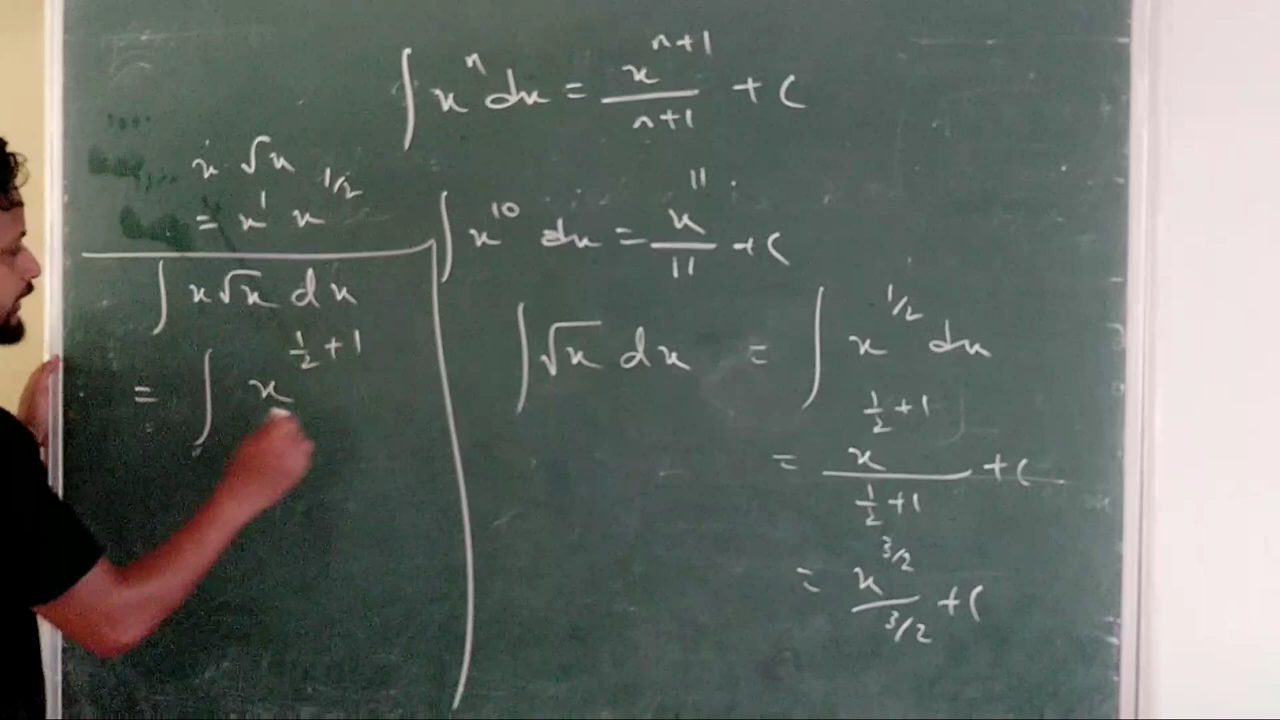 ∫ xⁿ dx = xⁿ⁺¹ / n+1 + C
x √x
= x¹ x^1/2
∫ x¹⁰ dx = x¹¹ / 11 + C
∫ x√x dx
= ∫ x^1/2+1
∫ √x dx = ∫ x^1/2 dx
= x^1/2+1 / 1/2+1 + C
= x^3/2 / 3/2 + C